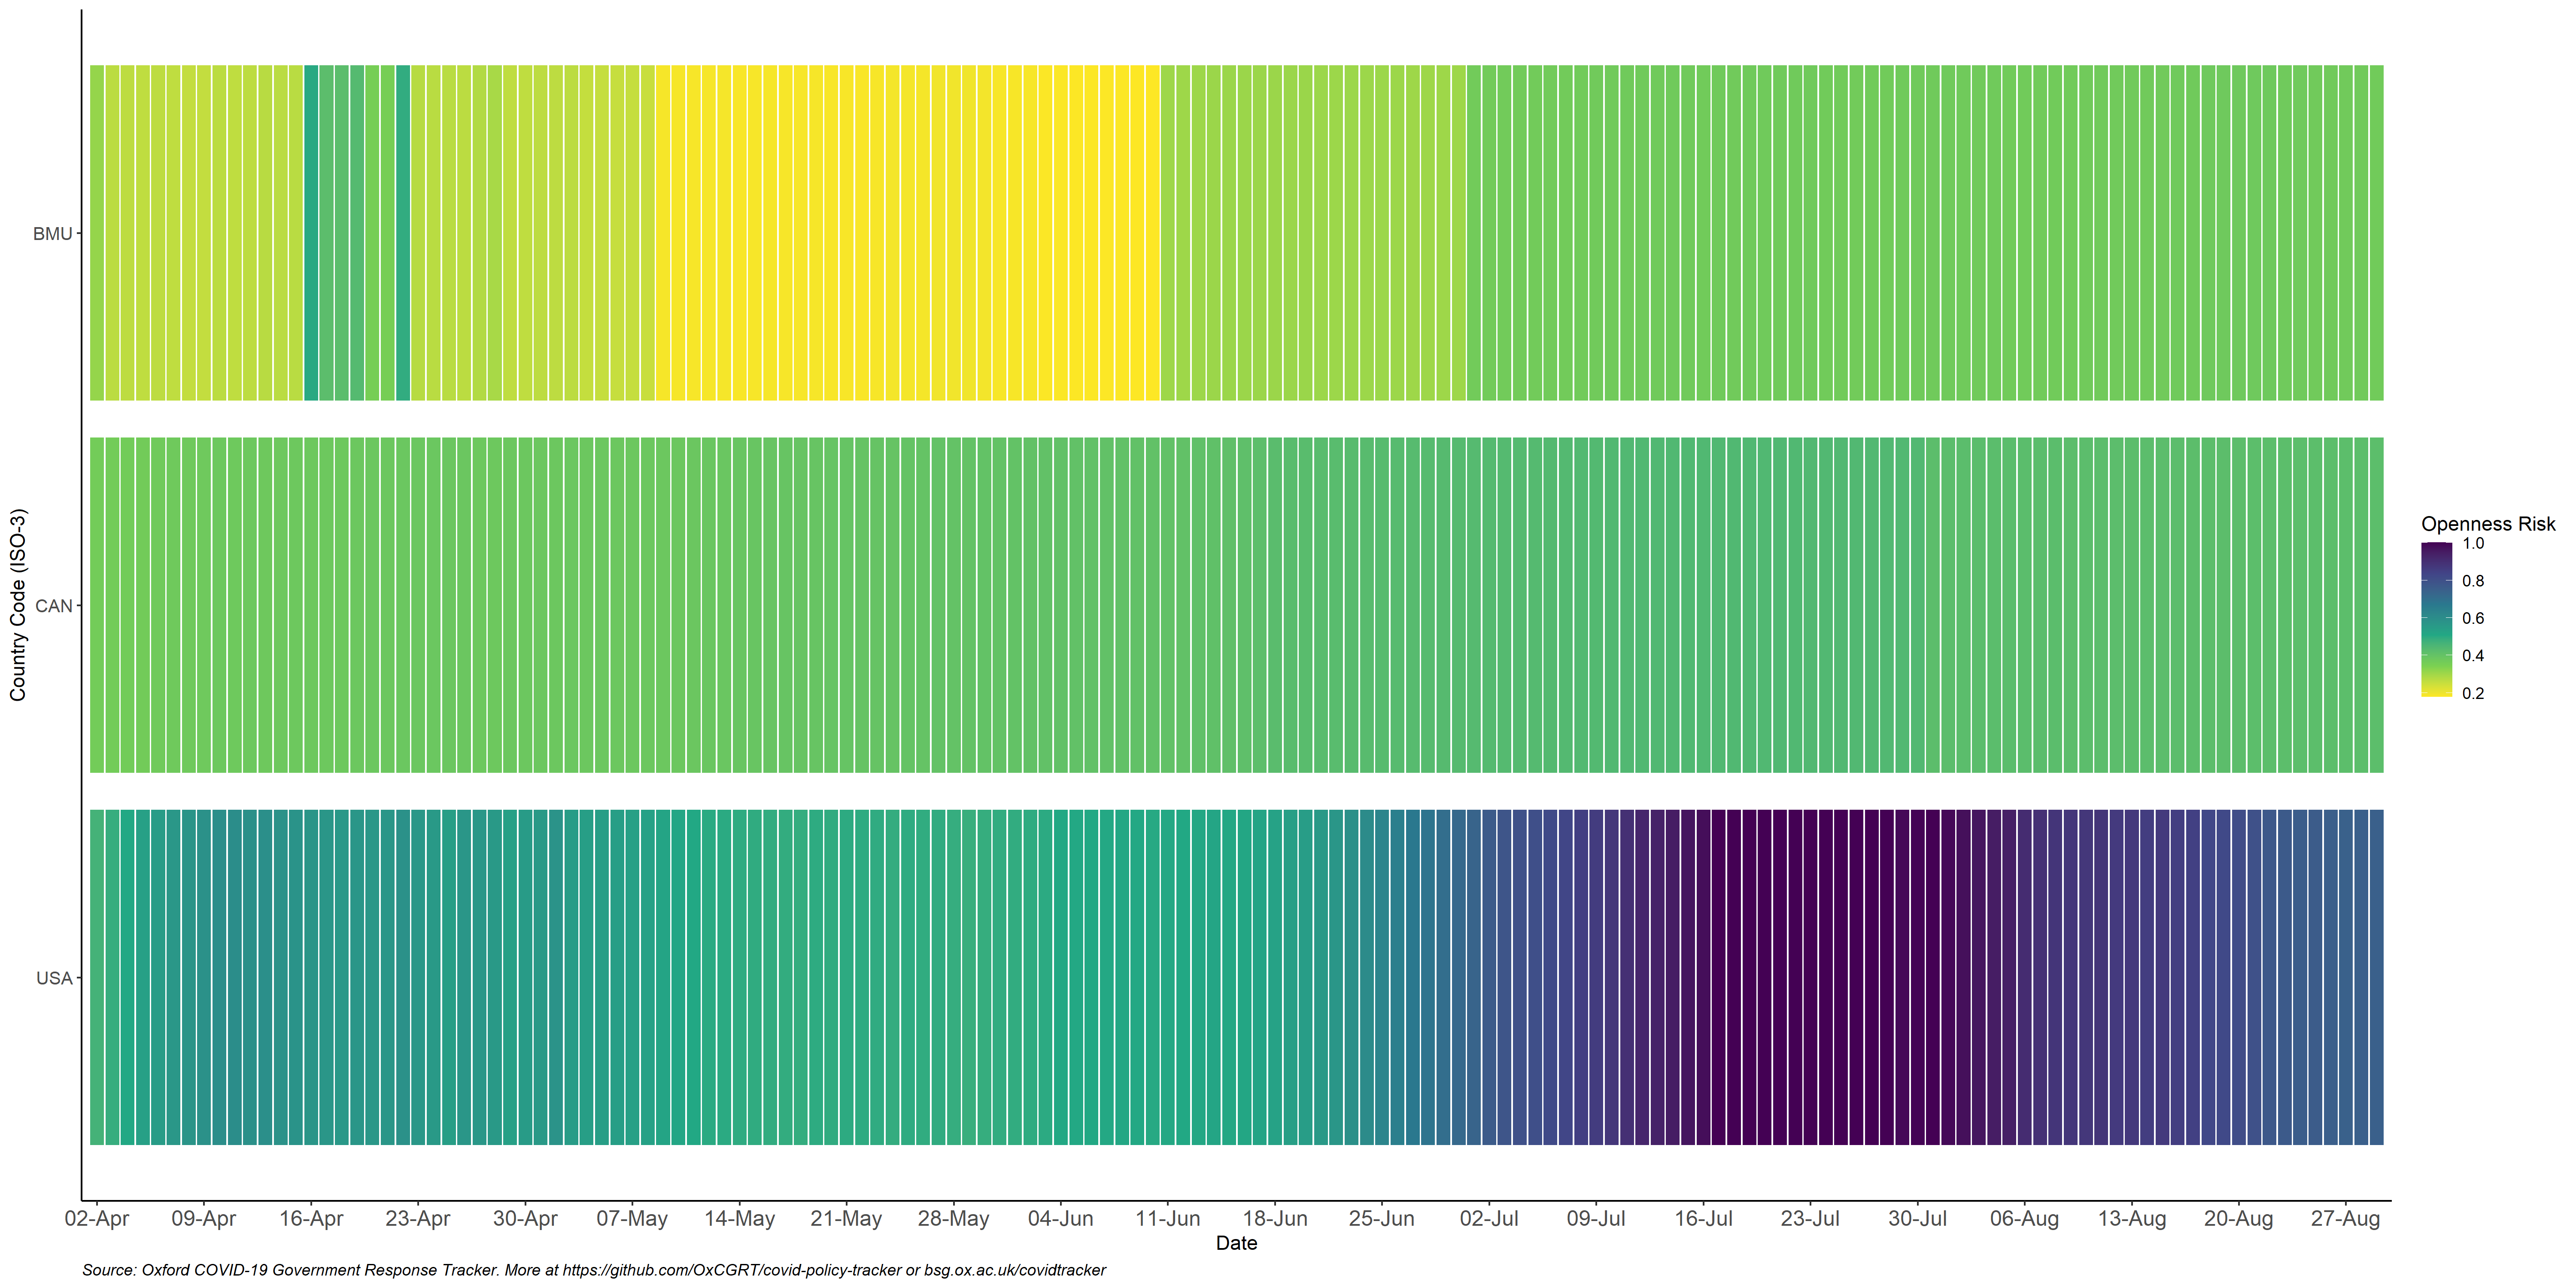 BMU
CAN
USA
Country Code (ISO-3)
Openness Risk
1.0
0.8
0.6
0.4
0.2
02-Apr 09-Apr 16-Apr 23-Apr 30-Apr 07-May 14-May 21-May 28-May 04-Jun 11-Jun 18-Jun 25-Jun 02-Jul 09-Jul 16-Jul 23-Jul 30-Jul 06-Aug 13-Aug 20-Aug 27-Aug
Date
Source: Oxford COVID-19 Government Response Tracker. More at https://github.com/OxCGRT/covid-policy-tracker or bsg.ox.ac.uk/covidtracker